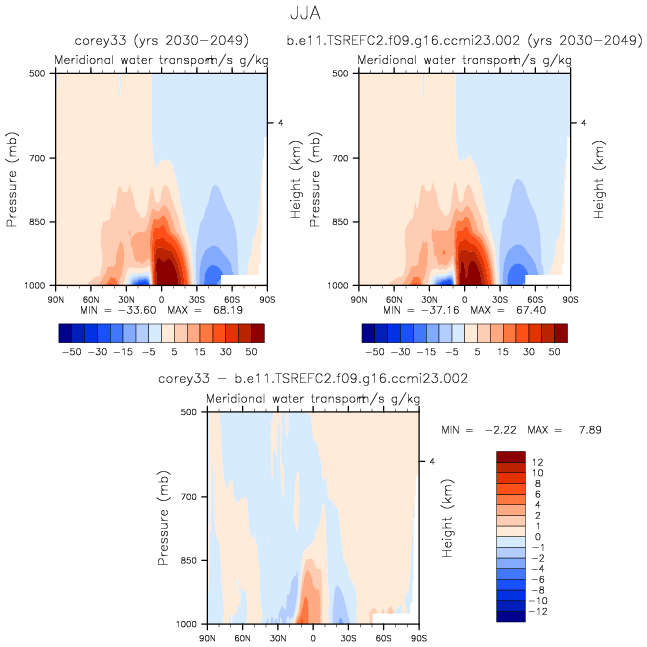 JJA
corey33 (yrs 2030-2049)
b.e11.TSREFC2.f09.g16.ccmi23.002 (yrs 2030-2049)
Meridional water transport m/s g/kg
Meridional water transport m/s g/kg
500
700
850
1000
Pressure (mb)
4
Height (km)
90N 60N 30N 0 30S 60S 90S
MIN = -33.60 MAX = 68.19
-50 -30 -15 -5 5 15 30 50
500
700
850
1000
Pressure (mb)
4
Height (km)
90N 60N 30N 0 30S 60S 90S
MIN = -37.16 MAX = 67.40
-50 -30 -15 -5 5 15 30 50
corey33 - b.e11.TSREFC2.f09.g16.ccmi23.002
Meridional water transport m/s g/kg
500
700
850
1000
Pressure (mb)
4
Height (km)
90N 60N 30N 0 30S 60S 90S
MIN = -2.22 MAX = 7.89
12
10
8
6
4
2
1
0
-1
-2
-4
-6
-8
-10
-12